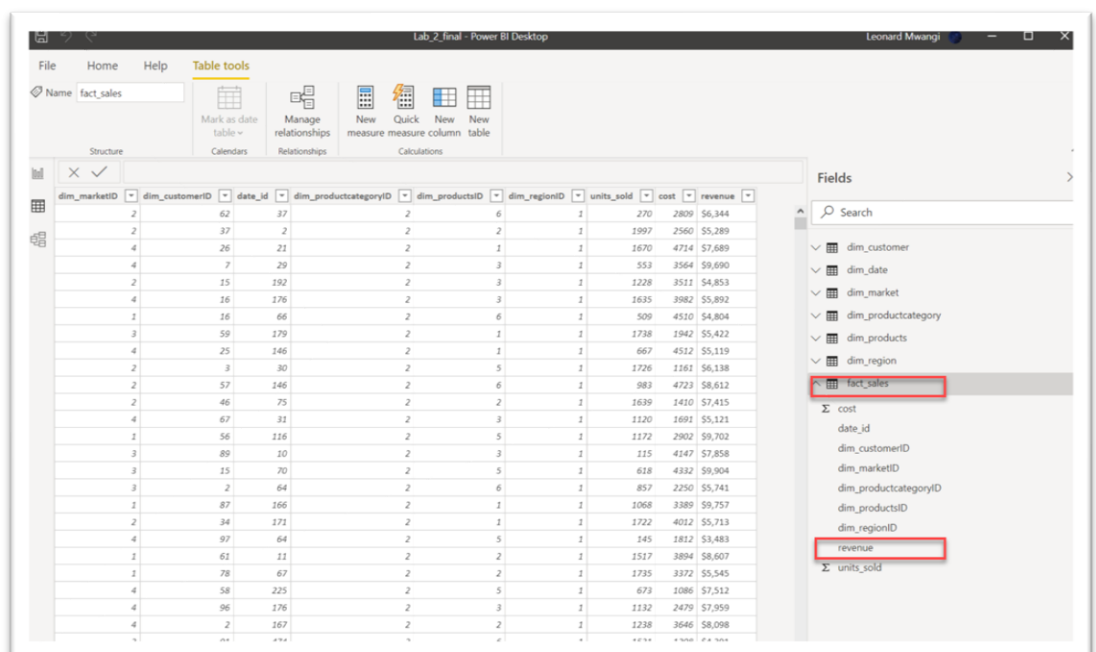 Lab_2_final - Power BI Desktop
Leonard Mwangi
File Home Help Table tools
Name fact_sales
Mark as date table
Manage relationships
New measure
Quick measure
New column
New table
Structure Calendars Relationships Calculations
dim_marketID dim_customerID date_id dim_productcategoryID dim_productsID dim_regionID units_sold cost revenue
2 62 37 2 6 1 270 2809 $6,344
2 37 2 2 2 1 1997 2560 $5,289
4 26 21 2 1 1 1670 4714 $7,689
4 7 29 2 3 1 553 3564 $9,690
2 15 192 2 3 1 1228 3511 $4,853
4 16 176 2 3 1 1635 3982 $5,892
1 16 66 2 6 1 509 4510 $4,804
3 59 179 2 1 1 1738 1942 $5,422
4 25 146 2 1 1 667 4512 $5,119
2 3 30 2 5 1 1726 1161 $6,138
2 57 146 2 6 1 983 4723 $8,612
2 46 75 2 2 1 1639 1410 $7,415
4 67 31 2 3 1 1120 1691 $5,121
1 56 116 2 5 1 1172 2902 $9,702
3 89 10 2 3 1 115 4147 $7,858
3 15 70 2 5 1 618 4332 $9,904
3 2 64 2 6 1 857 2250 $5,741
1 87 166 2 1 1 1068 3389 $9,757
2 34 171 2 1 1 1722 4012 $5,713
4 97 64 2 5 1 145 1812 $3,483
1 61 11 2 2 1 1517 3894 $8,607
1 78 67 2 2 1 1735 3372 $5,545
4 58 225 2 5 1 673 1086 $7,512
4 96 176 2 3 1 1132 2479 $7,959
4 2 167 2 2 1 1238 3646 $8,098
Fields
Search
dim_customer
dim_date
dim_market
dim_productcategory
dim_products
dim_region
fact_sales
Σ cost
date_id
dim_customerID
dim_marketID
dim_productcategoryID
dim_productsID
dim_regionID
revenue
Σ units_sold